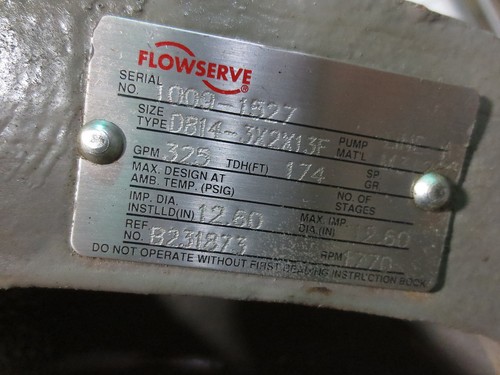 FLOWSERVE®
SERIAL NO. 1009-1527
SIZE TYPE D814-3X2X13F PUMP MAT'L
GPM 325 TDH(FT) 174 SP GR
MAX. DESIGN AT AMB. TEMP. (PSIG) NO. OF STAGES
IMP. DIA. INSTLLD(IN) 12.60 MAX. IMP. DIA.(IN) 12.60
REF NO. B231873 RPM 1770
DO NOT OPERATE WITHOUT FIRST READING INSTRUCTION BOOK